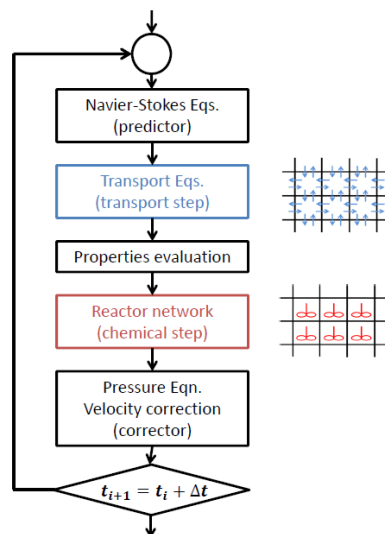 Navier-Stokes Eqs.
(predictor)
Transport Eqs.
(transport step)
Properties evaluation
Reactor network
(chemical step)
Pressure Eqn.
Velocity correction
(corrector)
tᵢ₊₁ = tᵢ + Δt